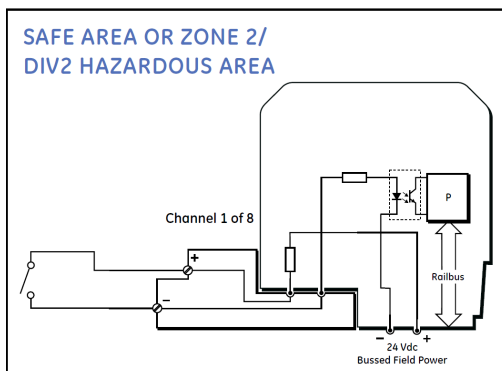 SAFE AREA OR ZONE 2/
DIV2 HAZARDOUS AREA
P
Channel 1 of 8
+
Railbus
−
− +
24 Vdc
Bussed Field Power